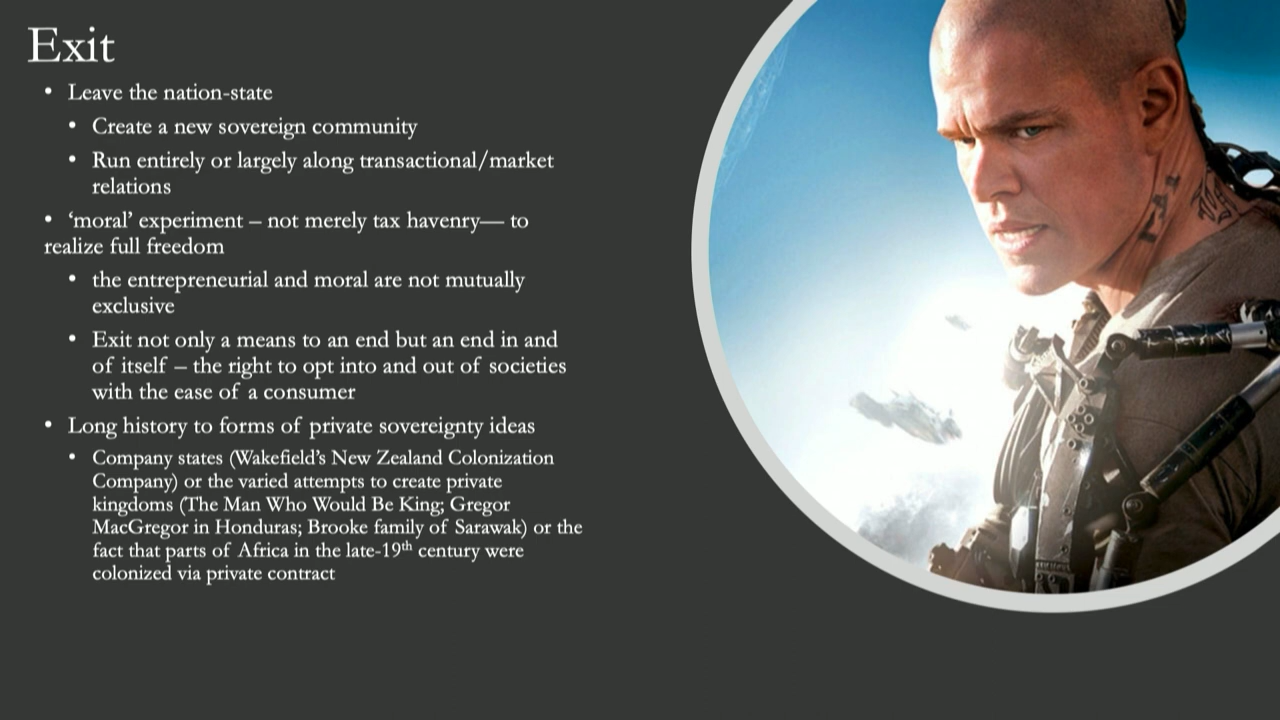 Exit
• Leave the nation-state
• Create a new sovereign community
• Run entirely or largely along transactional/market
relations
• ‘moral’ experiment – not merely tax havenry— to
realize full freedom
• the entrepreneurial and moral are not mutually
exclusive
• Exit not only a means to an end but an end in and
of itself – the right to opt into and out of societies
with the ease of a consumer
• Long history to forms of private sovereignty ideas
• Company states (Wakefield’s New Zealand Colonization
Company) or the varied attempts to create private
kingdoms (The Man Who Would Be King; Gregor
MacGregor in Honduras; Brooke family of Sarawak) or the
fact that parts of Africa in the late-19th century were
colonized via private contract